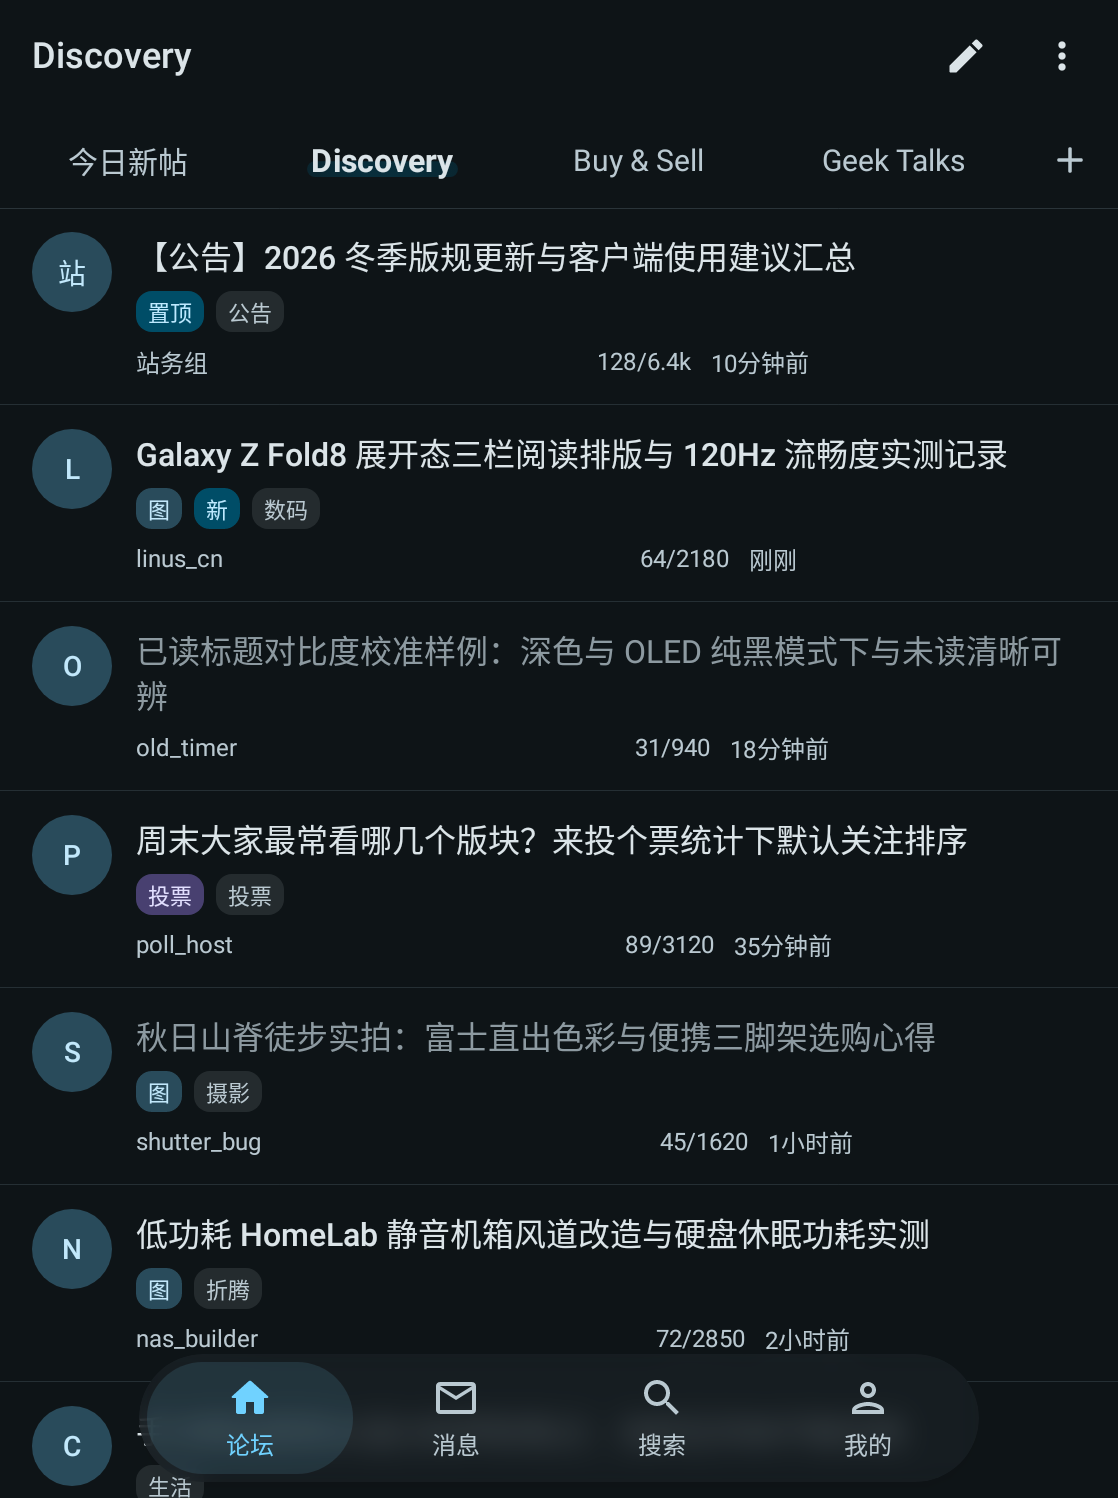 Discovery
今日新帖 Discovery Buy & Sell Geek Talks +
站 【公告】2026 冬季版规更新与客户端使用建议汇总
置顶 公告
站务组 128/6.4k 10分钟前
L Galaxy Z Fold8 展开态三栏阅读排版与 120Hz 流畅度实测记录
图 新 数码
linus_cn 64/2180 刚刚
O 已读标题对比度校准样例：深色与 OLED 纯黑模式下与未读清晰可
辨
old_timer 31/940 18分钟前
P 周末大家最常看哪几个版块？来投个票统计下默认关注排序
投票 投票
poll_host 89/3120 35分钟前
S 秋日山脊徒步实拍：富士直出色彩与便携三脚架选购心得
图 摄影
shutter_bug 45/1620 1小时前
N 低功耗 HomeLab 静音机箱风道改造与硬盘休眠功耗实测
图 折腾
nas_builder 72/2850 2小时前
C
论坛 消息 搜索 我的
生活